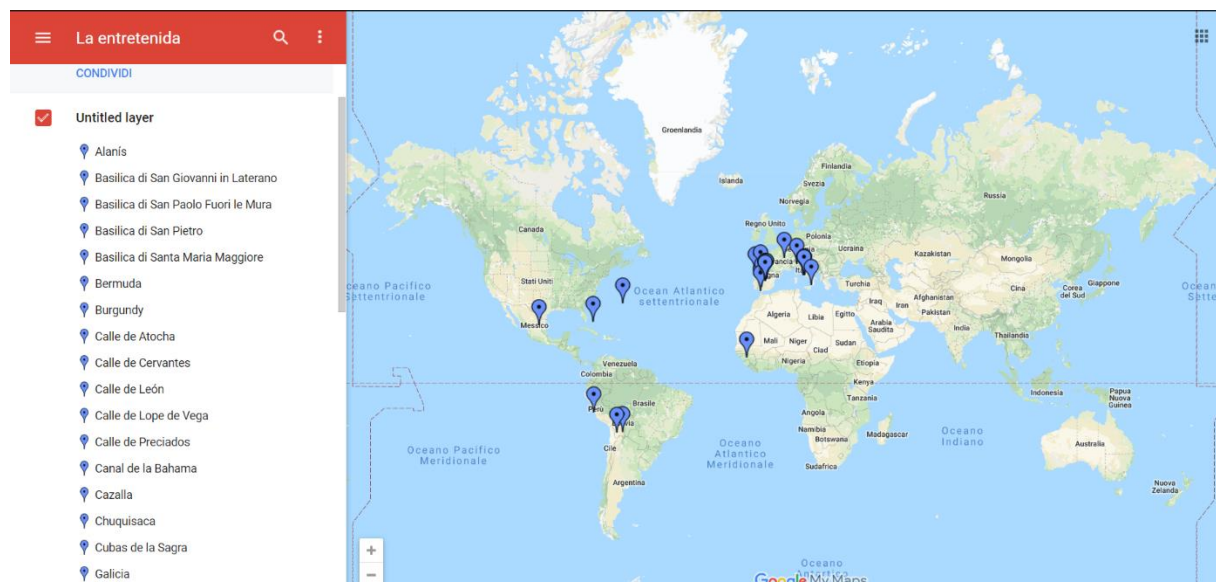 La entretenida
CONDIVIDI
Untitled layer
Alanís
Basilica di San Giovanni in Laterano
Basilica di San Paolo Fuori le Mura
Basilica di San Pietro
Basilica di Santa Maria Maggiore
Bermuda
Burgundy
Calle de Atocha
Calle de Cervantes
Calle de León
Calle de Lope de Vega
Calle de Preciados
Canal de la Bahama
Cazalla
Chuquisaca
Cubas de la Sagra
Galicia
Groenlandia
Islanda
Finlandia
Svezia
Norvegia
Russia
Regno Unito
Polonia
Ucraina
Canada
Kazakistan
Mongolia
Stati Uniti
Oceano Pacifico
Settentrionale
Ocean Atlantico
settentrionale
Turchia
Cina
Corea
del Sud
Giappone
Iraq
Iran
Afghanistan
Pakistan
Algeria
Libia
Egitto
Arabia
Saudita
India
Messico
Mali
Niger
Ciad
Sudan
Thailandia
Nigeria
Etiopia
Venezuela
Colombia
Kenya
Tanzania
Indonesia
Papua
Nuova
Guinea
Perù
Brasile
Angola
Namibia
Botswana
Madagascar
Oceano
Indiano
Australia
Oceano Pacifico
Meridionale
Cile
Oceano
Atlantico
Meridionale
Sudafrica
Argentina
Nuova
Zelanda
Oceano
Antartico
Google My Maps